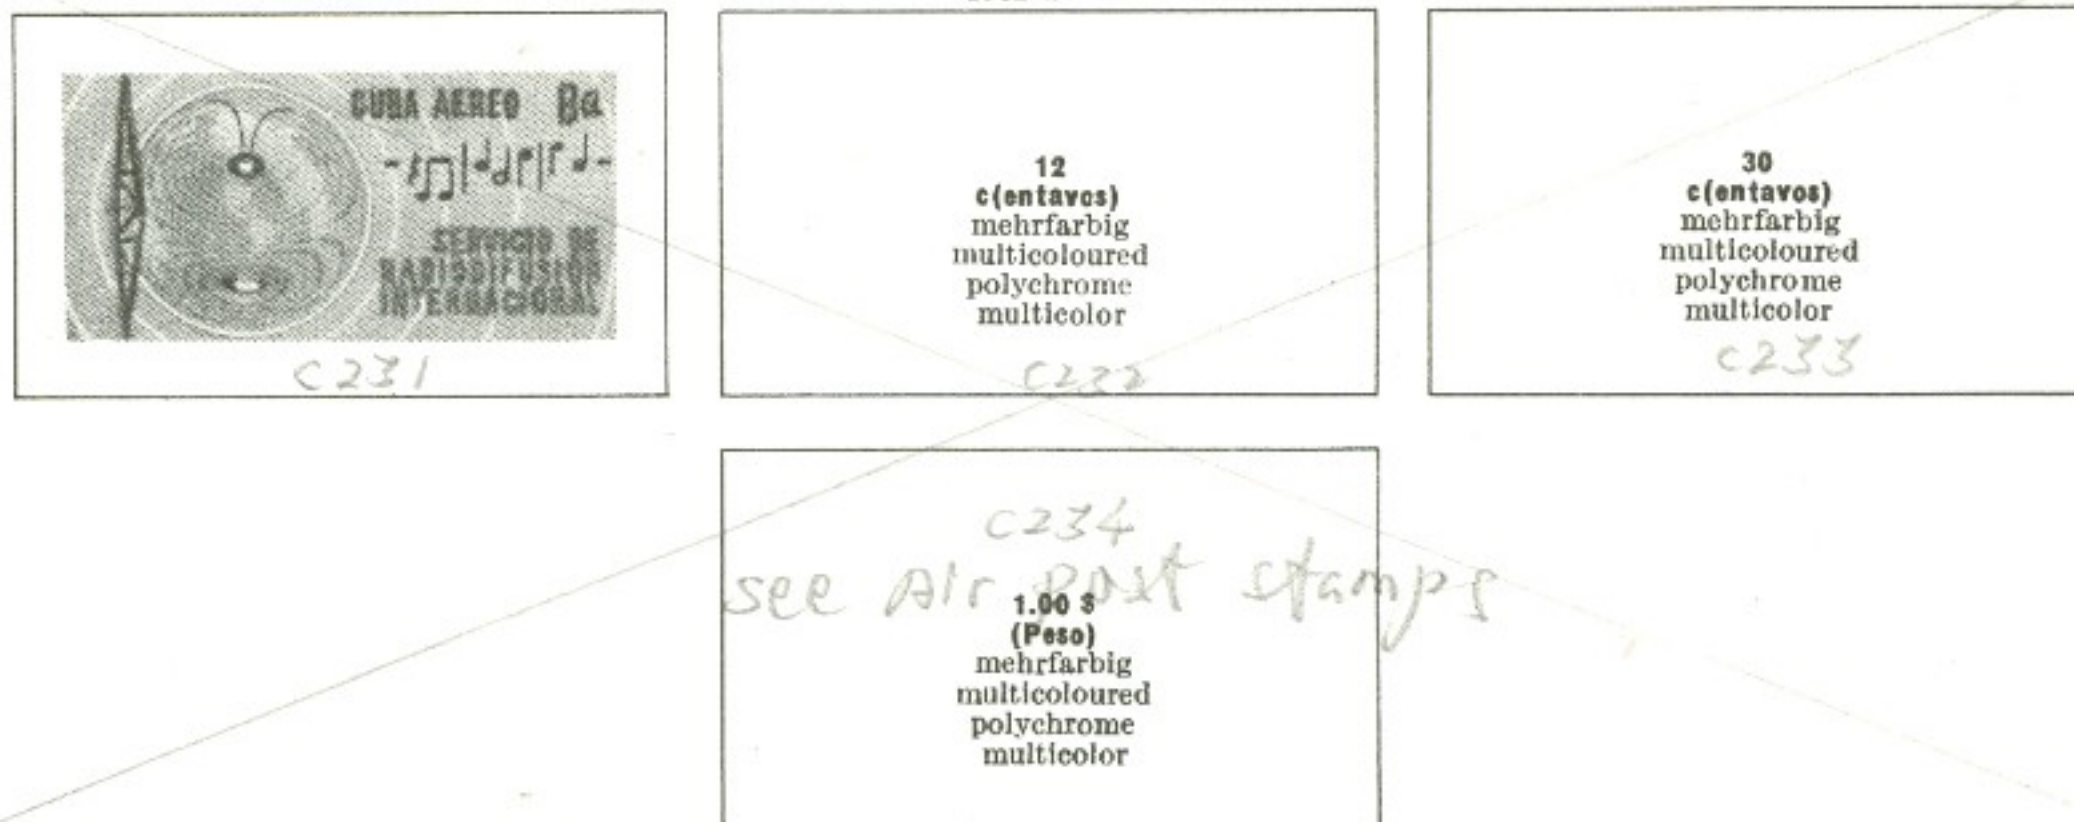 CUBA AEREO 8¢
SERVICIO DE
RADIODIFUSION
INTERNACIONAL
C231
12
c(entavos)
mehrfarbig
multicoloured
polychrome
multicolor
C232
30
c(entavos)
mehrfarbig
multicoloured
polychrome
multicolor
C233
C234
see Air post stamps
1.00 $
(Peso)
mehrfarbig
multicoloured
polychrome
multicolor